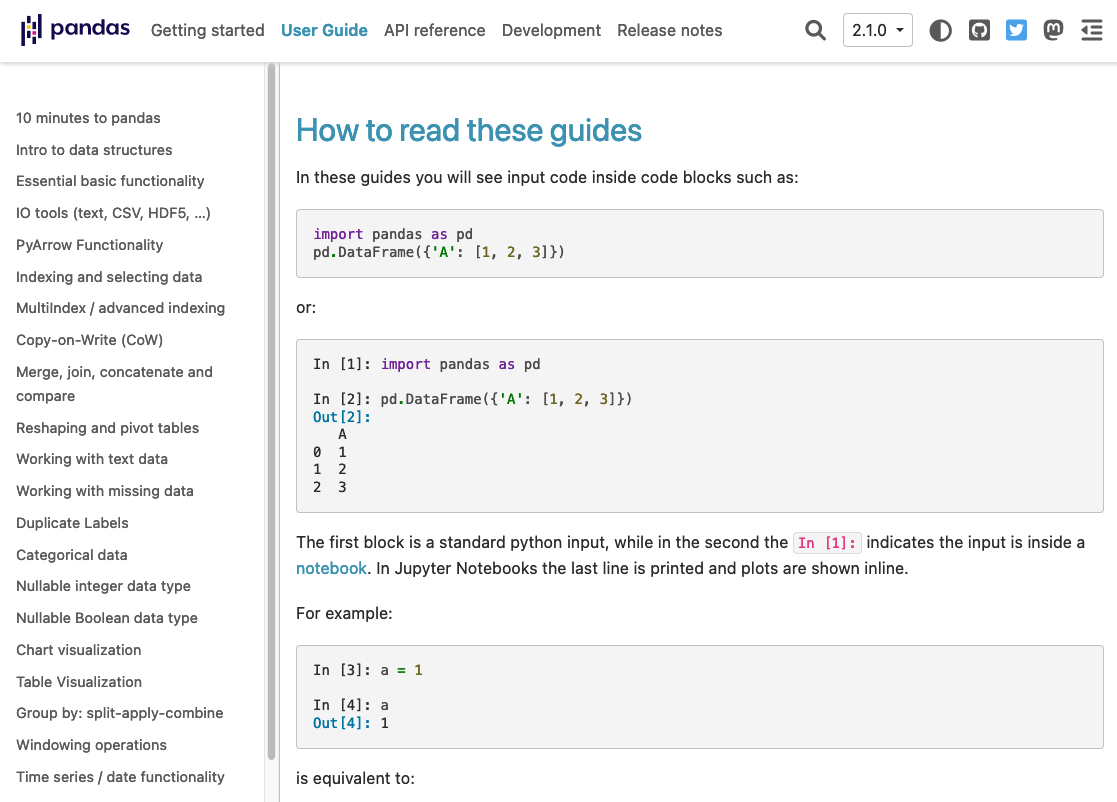 pandas
Getting started
User Guide
API reference
Development
Release notes
2.1.0
10 minutes to pandas
Intro to data structures
Essential basic functionality
IO tools (text, CSV, HDF5, …)
PyArrow Functionality
Indexing and selecting data
MultiIndex / advanced indexing
Copy-on-Write (CoW)
Merge, join, concatenate and
compare
Reshaping and pivot tables
Working with text data
Working with missing data
Duplicate Labels
Categorical data
Nullable integer data type
Nullable Boolean data type
Chart visualization
Table Visualization
Group by: split-apply-combine
Windowing operations
Time series / date functionality
How to read these guides
In these guides you will see input code inside code blocks such as:
import pandas as pd
pd.DataFrame({'A': [1, 2, 3]})
or:
In [1]: import pandas as pd
In [2]: pd.DataFrame({'A': [1, 2, 3]})
Out[2]:
   A
0  1
1  2
2  3
The first block is a standard python input, while in the second the In [1]: indicates the input is inside a
notebook. In Jupyter Notebooks the last line is printed and plots are shown inline.
For example:
In [3]: a = 1
In [4]: a
Out[4]: 1
is equivalent to: